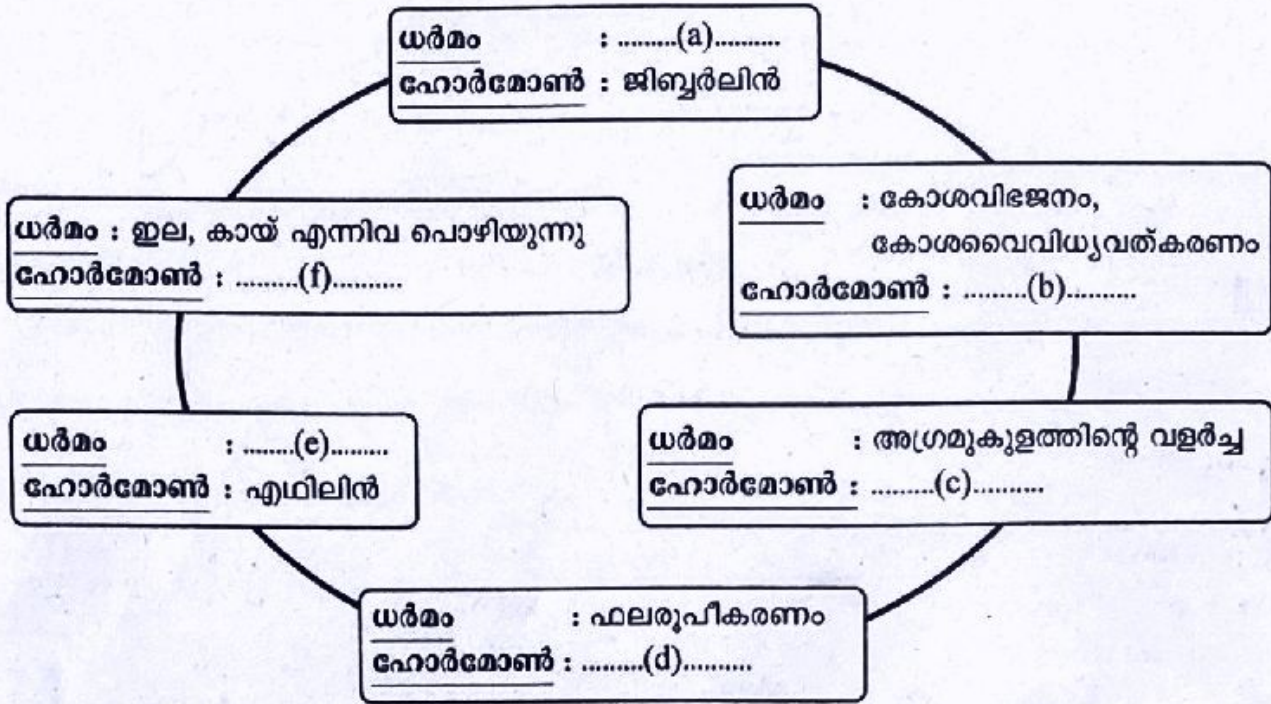 ധർമം : .........(a)..........
ഹോർമോൺ : ജിബ്ബർലിൻ
ധർമം : കോശവിഭജനം,
കോശവൈവിധ്യവത്കരണം
ഹോർമോൺ : ........(b)..........
ധർമം : അഗ്രമുകുളത്തിന്റെ വളർച്ച
ഹോർമോൺ : ........(c)..........
ധർമം : ഫലരൂപീകരണം
ഹോർമോൺ : .........(d)..........
ധർമം : .......(e).........
ഹോർമോൺ : എഥിലിൻ
ധർമം : ഇല, കായ് എന്നിവ പൊഴിയുന്നു
ഹോർമോൺ : .........(f)..........